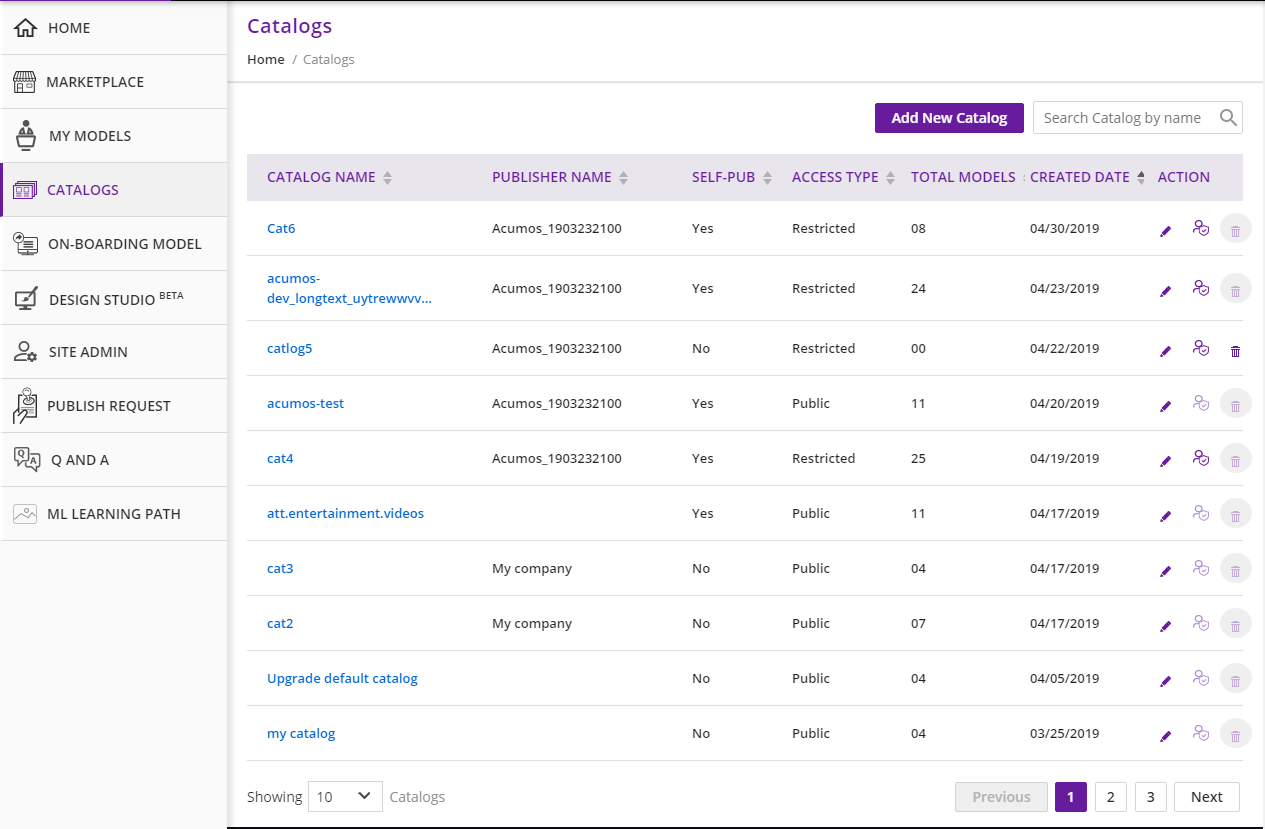 HOME
MARKETPLACE
MY MODELS
CATALOGS
ON-BOARDING MODEL
DESIGN STUDIO BETA
SITE ADMIN
PUBLISH REQUEST
Q AND A
ML LEARNING PATH
Catalogs
Home / Catalogs
Add New Catalog Search Catalog by name
CATALOG NAME PUBLISHER NAME SELF-PUB ACCESS TYPE TOTAL MODELS CREATED DATE ACTION
Cat6 Acumos_1903232100 Yes Restricted 08 04/30/2019
acumos-
dev_longtext_uytrewwvv... Acumos_1903232100 Yes Restricted 24 04/23/2019
catlog5 Acumos_1903232100 No Restricted 00 04/22/2019
acumos-test Acumos_1903232100 Yes Public 11 04/20/2019
cat4 Acumos_1903232100 Yes Restricted 25 04/19/2019
att.entertainment.videos Yes Public 11 04/17/2019
cat3 My company No Public 04 04/17/2019
cat2 My company No Public 07 04/17/2019
Upgrade default catalog No Public 04 04/05/2019
my catalog No Public 04 03/25/2019
Showing 10 Catalogs Previous 1 2 3 Next